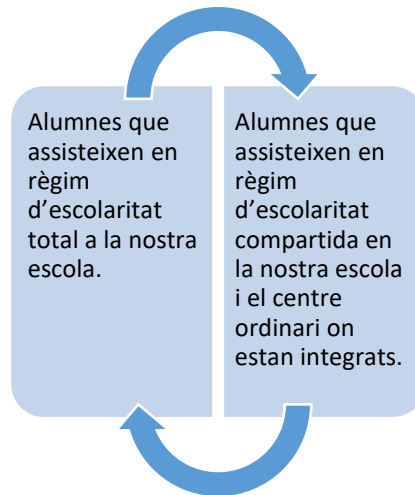 Alumnes que
assisteixen en
règim
d’escolaritat
total a la nostra
escola.
Alumnes que
assisteixen en
règim
d’escolaritat
compartida en
la nostra escola
i el centre
ordinari on
estan integrats.